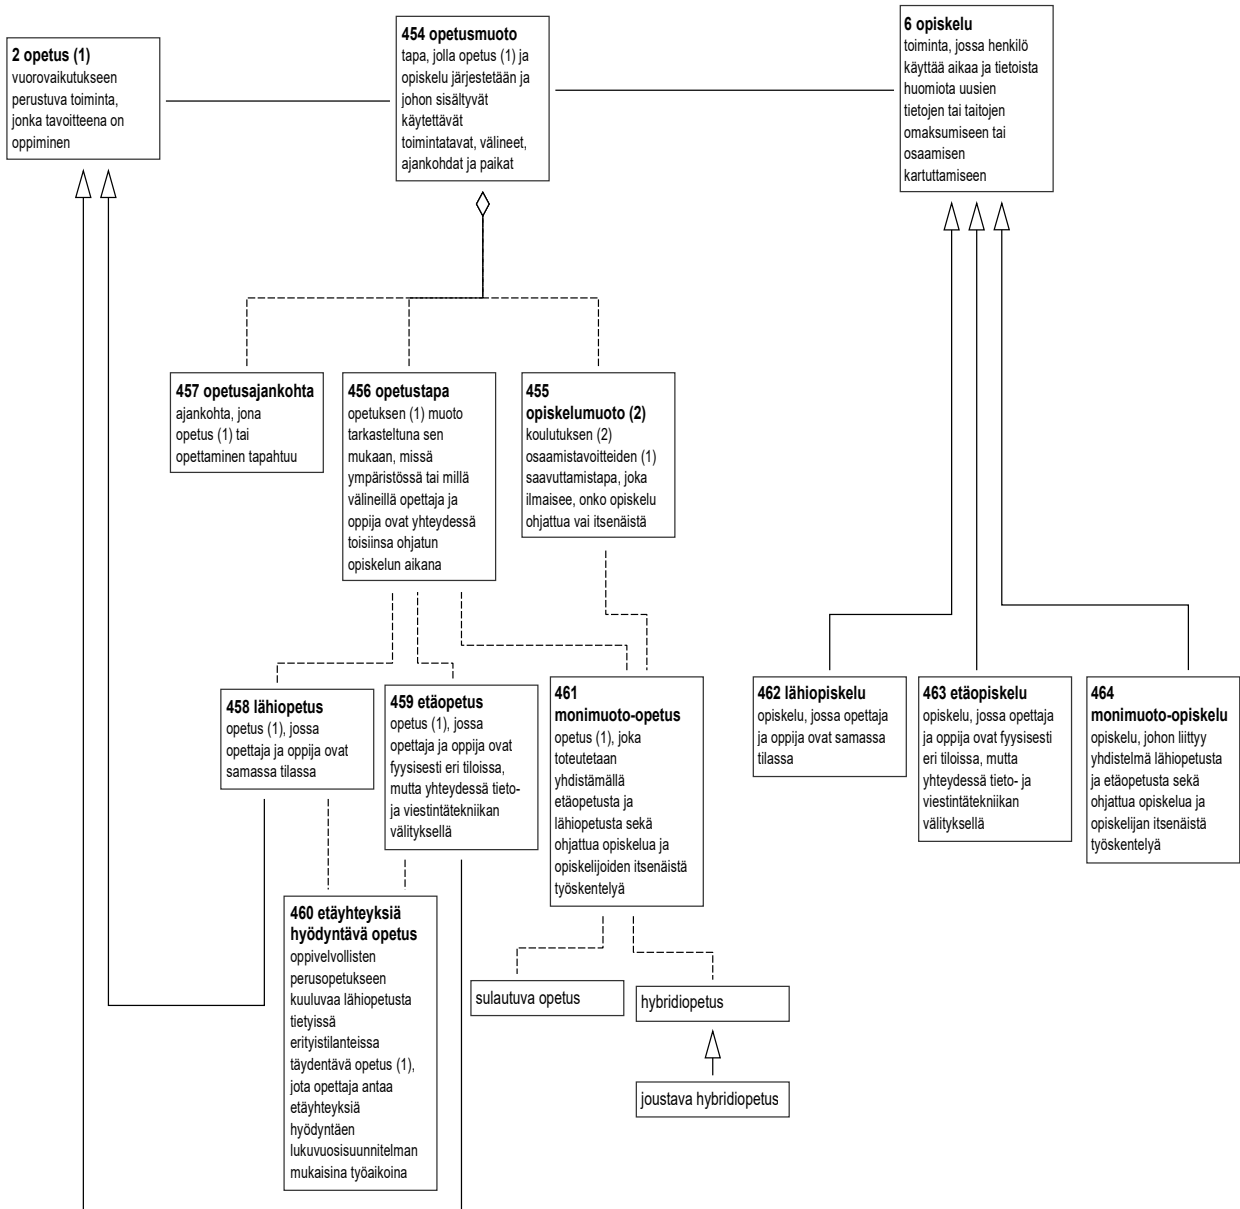 2 opetus (1)
vuorovaikutukseen
perustuva toiminta,
jonka tavoitteena on
oppiminen
454 opetusmuoto
tapa, jolla opetus (1) ja
opiskelu järjestetään ja
johon sisältyvät
käytettävät
toimintatavat, välineet,
ajankohdat ja paikat
6 opiskelu
toiminta, jossa henkilö
käyttää aikaa ja tietoista
huomiota uusien
tietojen tai taitojen
omaksumiseen tai
osaamisen
kartuttamiseen
457 opetusajankohta
ajankohta, jona
opetus (1) tai
opettaminen tapahtuu
456 opetustapa
opetuksen (1) muoto
tarkasteltuna sen
mukaan, missä
ympäristössä tai millä
välineillä opettaja ja
oppija ovat yhteydessä
toisiinsa ohjatun
opiskelun aikana
455
opiskelumuoto (2)
koulutuksen (2)
osaamistavoitteiden (1)
saavuttamistapa, joka
ilmaisee, onko opiskelu
ohjattua vai itsenäistä
458 lähiopetus
opetus (1), jossa
opettaja ja oppija ovat
samassa tilassa
459 etäopetus
opetus (1), jossa
opettaja ja oppija ovat
fyysisesti eri tiloissa,
mutta yhteydessä tieto-
ja viestintätekniikan
välityksellä
461
monimuoto-opetus
opetus (1), joka
toteutetaan
yhdistämällä
etäopetusta ja
lähiopetusta sekä
ohjattua opiskelua ja
opiskelijoiden itsenäistä
työskentelyä
462 lähiopiskelu
opiskelu, jossa opettaja
ja oppija ovat samassa
tilassa
463 etäopiskelu
opiskelu, jossa opettaja
ja oppija ovat fyysisesti
eri tiloissa, mutta
yhteydessä tieto- ja
viestintätekniikan
välityksellä
464
monimuoto-opiskelu
opiskelu, johon liittyy
yhdistelmä lähiopetusta
ja etäopetusta sekä
ohjattua opiskelua ja
opiskelijan itsenäistä
työskentelyä
460 etäyhteyksiä
hyödyntävä opetus
oppivelvollisten
perusopetukseen
kuuluvaa lähiopetusta
tietyissä
erityistilanteissa
täydentävä opetus (1),
jota opettaja antaa
etäyhteyksiä
hyödyntäen
lukuvuosisuunnitelman
mukaisina työaikoina
sulautuva opetus
hybridiopetus
joustava hybridiopetus